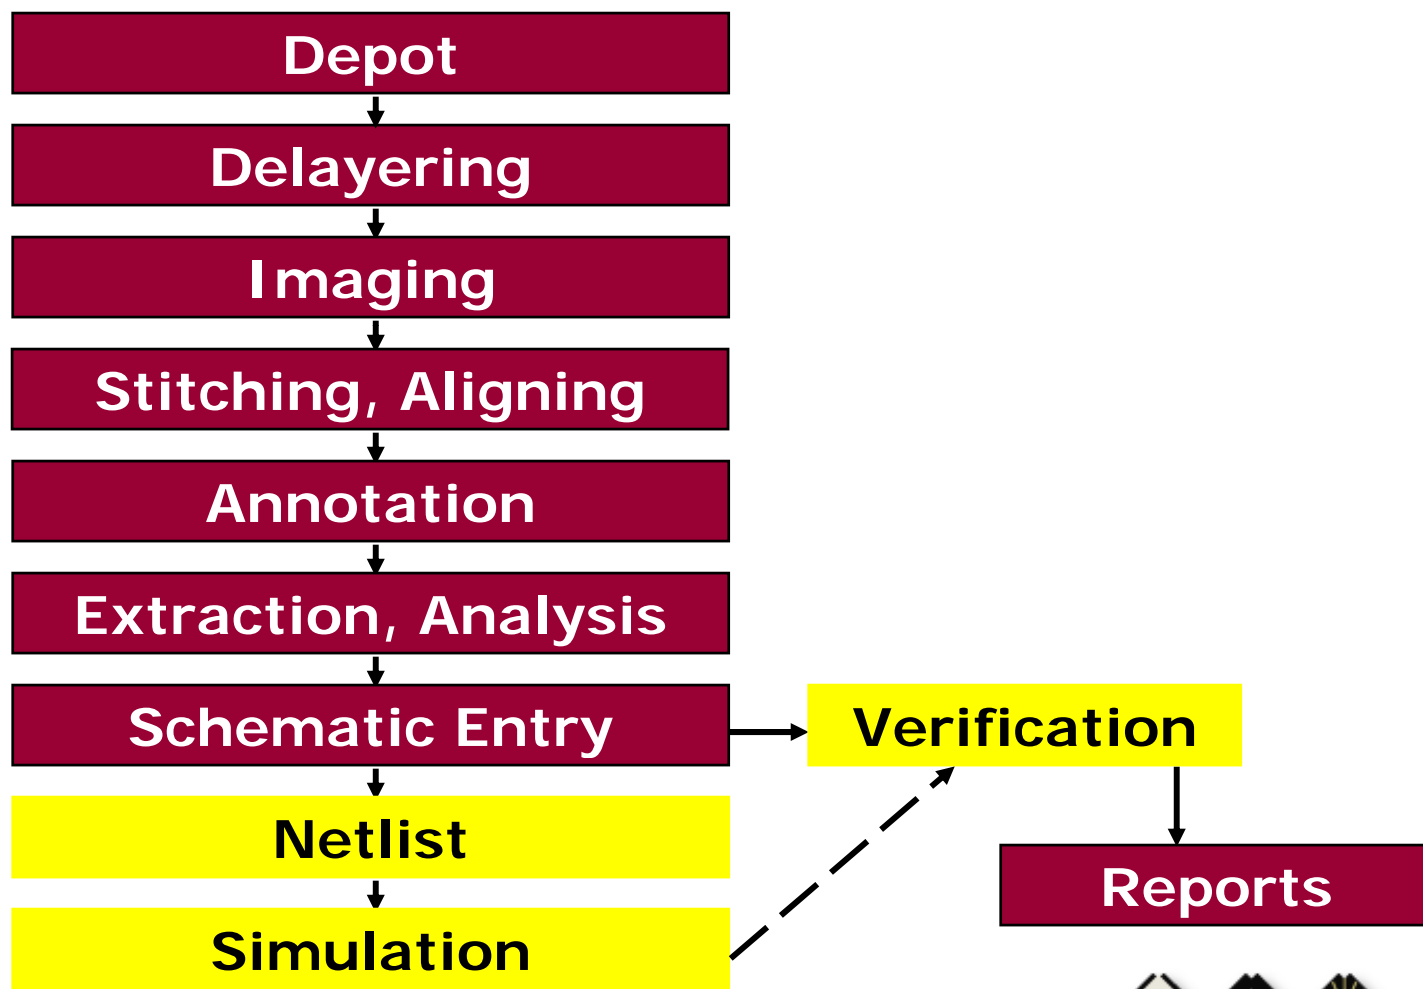 Depot
Delayering
Imaging
Stitching, Aligning
Annotation
Extraction, Analysis
Schematic Entry
Verification
Netlist
Reports
Simulation